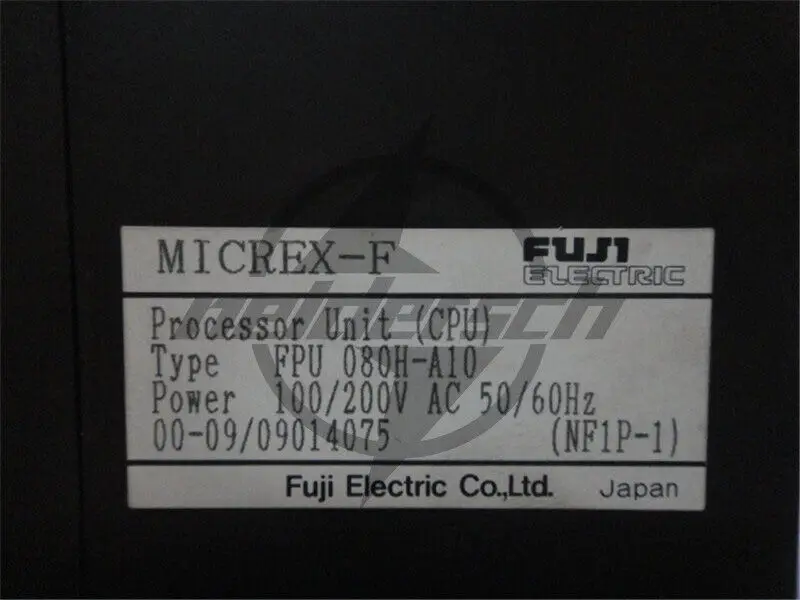 MICREX-F FUJI ELECTRIC
Processor Unit (CPU)
Type FPU 080H-A10
Power 100/200V AC 50/60Hz
00-09/09014075 (NF1P-1)
Fuji Electric Co.,Ltd. Japan
heldersch